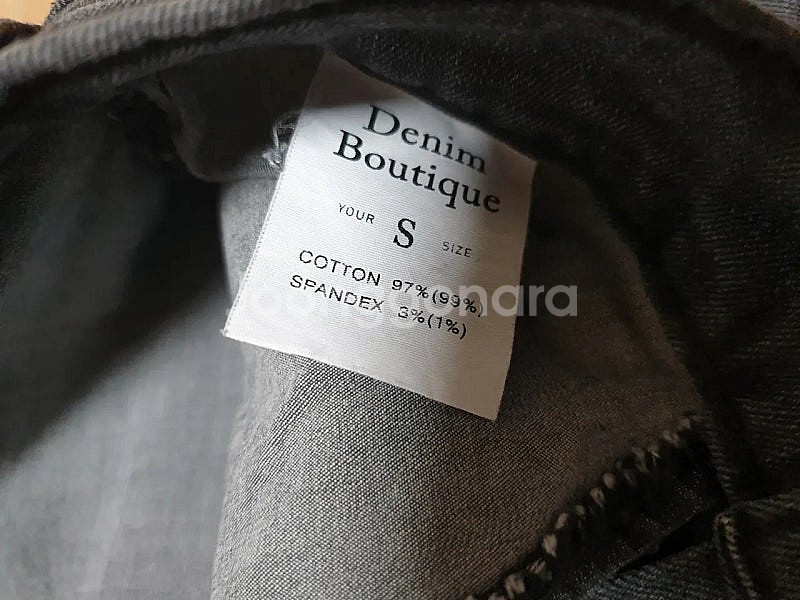 Denim
Boutique
YOUR S SIZE
COTTON 97%(99%)
SPANDEX 3%(1%)